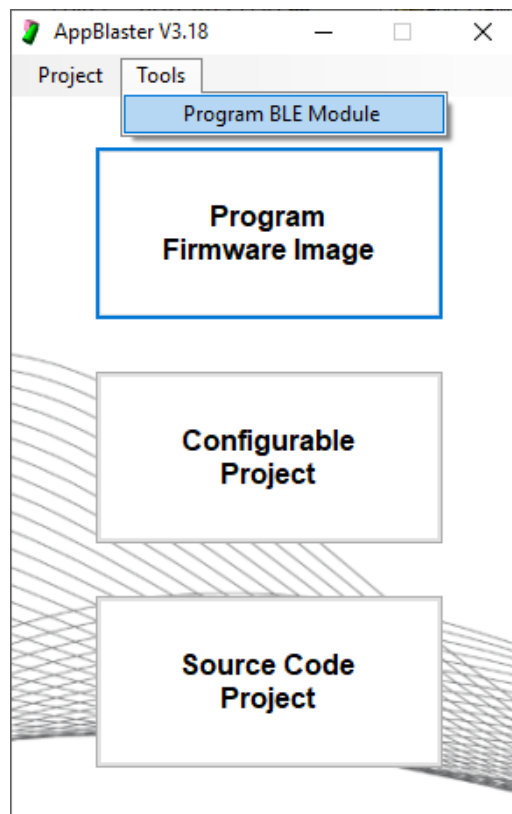 AppBlaster V3.18
Project Tools
Program BLE Module
Program
Firmware Image
Configurable
Project
Source Code
Project